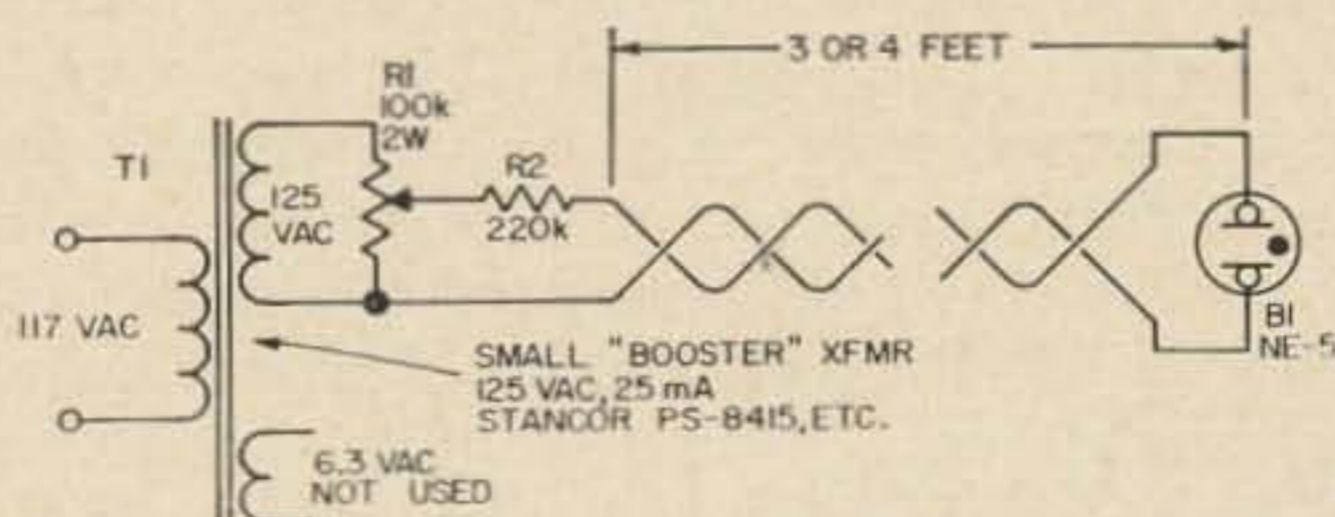 3 OR 4 FEET
R1
100k
2W
T1
R2
220k
125
VAC
117 VAC
B1
NE-5
SMALL "BOOSTER" XFMR
125 VAC, 25 mA
STANCOR PS-8415, ETC.
6.3 VAC
NOT USED